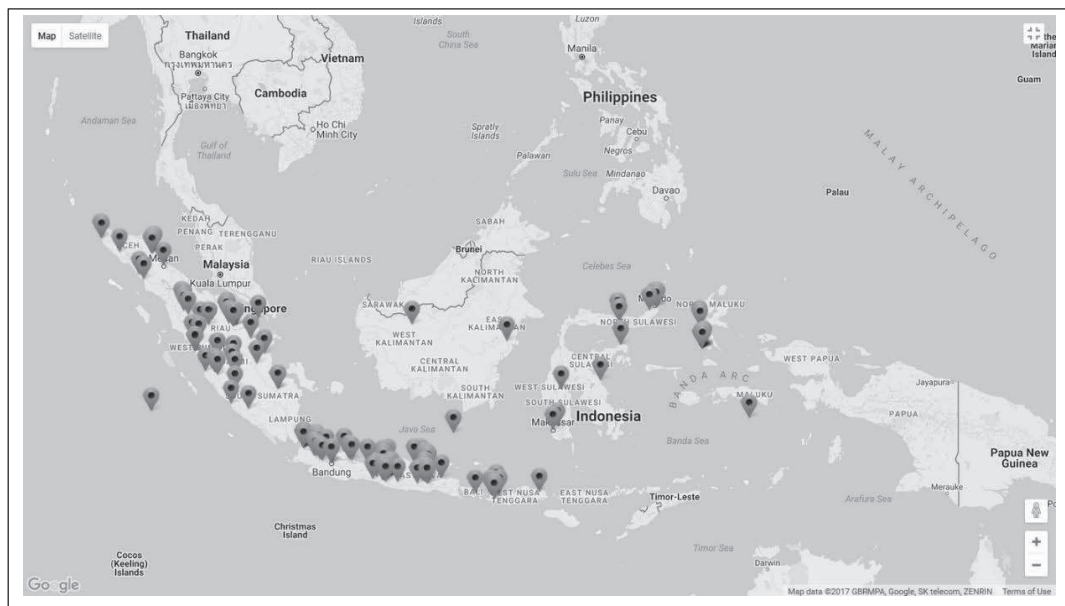 Map Satellite
Islands
Luzon
South
China Sea
Thailand
Bangkok
กรุงเทพมหานคร
Vietnam
Manila
Guam
Pattaya City
เมืองพัทยา
Cambodia
Philippines
Andaman Sea
Ho Chi
Minh City
Panay
Cebu
Gulf of
Thailand
Spratly
Islands
Negros
Palawan
Sulu Sea
Mindanao
MALAY ARCHIPELAGO
Davao
Palau
KEDAH
PENANG
TERENGGANU
PERAK
SABAH
Brunei
Malaysia
Kuala Lumpur
RIAU ISLANDS
Celebes Sea
NORTH
KALIMANTAN
SARAWAK
NORTH MALUKU
RIAU
WEST
KALIMANTAN
NORTH SULAWESI
CENTRAL
KALIMANTAN
CENTRAL
WEST PAPUA
BANDA ARC
SOUTH
KALIMANTAN
WEST SULAWESI
Jayapura
SUMATRA
SOUTH SULAWESI
MALUKU
PAPUA
LAMPUNG
Java Sea
Indonesia
Banda Sea
Bandung
Papua New
Guinea
BALI
EAST NUSA
TENGGARA
TENGGARA
Timor-Leste
Merauke
Arafura Sea
Christmas
Island
Cocos
(Keeling)
Islands
Timor Sea
Darwin
Google
Map data ©2017 GBRMPA, Google, SK telecom, ZENRIN Terms of Use